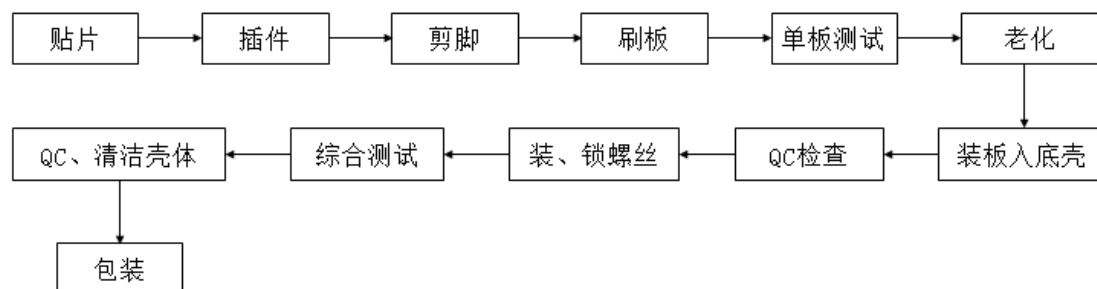 贴片
插件
剪脚
刷板
单板测试
老化
装板入底壳
QC检查
装、锁螺丝
综合测试
QC、清洁壳体
包装